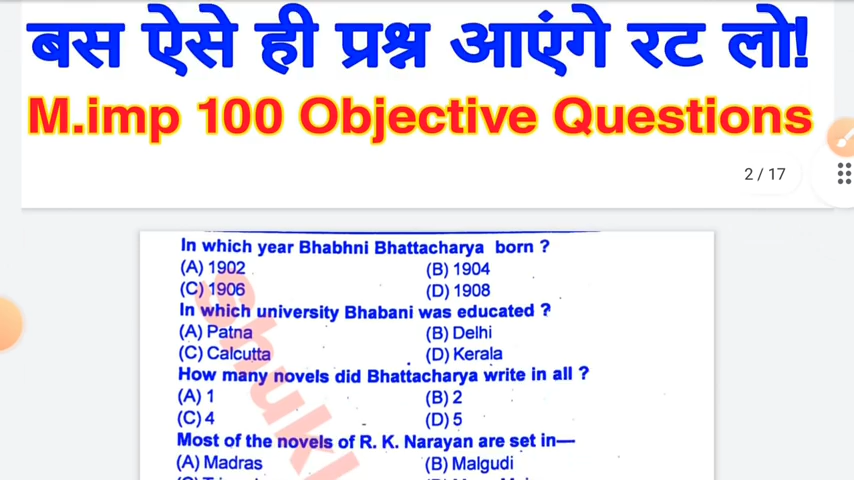 बस ऐसे ही प्रश्न आएंगे रट लो!
M.imp 100 Objective Questions
2 / 17
In which year Bhabhni Bhattacharya born ?
(A) 1902 (B) 1904
(C) 1906 (D) 1908
In which university Bhabani was educated ?
(A) Patna (B) Delhi
(C) Calcutta (D) Kerala
How many novels did Bhattacharya write in all ?
(A) 1 (B) 2
(C) 4 (D) 5
Most of the novels of R. K. Narayan are set in—
(A) Madras (B) Malgudi